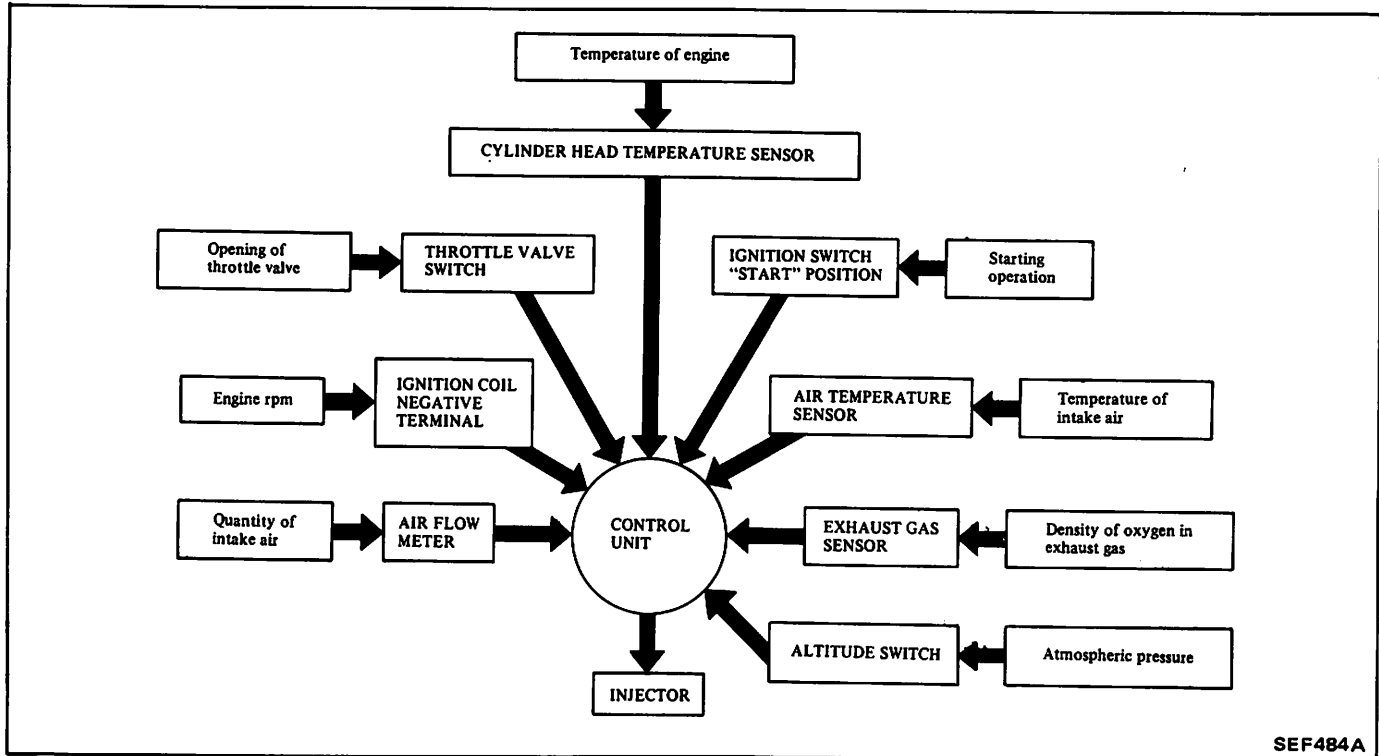 Temperature of engine
CYLINDER HEAD TEMPERATURE SENSOR
Opening of
throttle valve
THROTTLE VALVE
SWITCH
IGNITION SWITCH
“START” POSITION
Starting
operation
Engine rpm
IGNITION COIL
NEGATIVE
TERMINAL
AIR TEMPERATURE
SENSOR
Temperature of
intake air
Quantity of
intake air
AIR FLOW
METER
CONTROL
UNIT
EXHAUST GAS
SENSOR
Density of oxygen in
exhaust gas
ALTITUDE SWITCH
Atmospheric pressure
INJECTOR
SEF484A